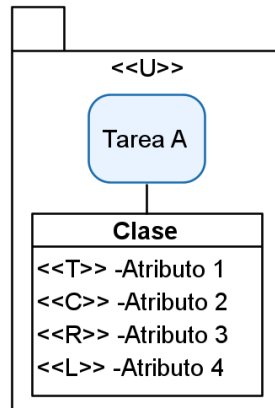 <<U>>
Tarea A
Clase
<<T>> -Atributo 1
<<C>> -Atributo 2
<<R>> -Atributo 3
<<L>> -Atributo 4